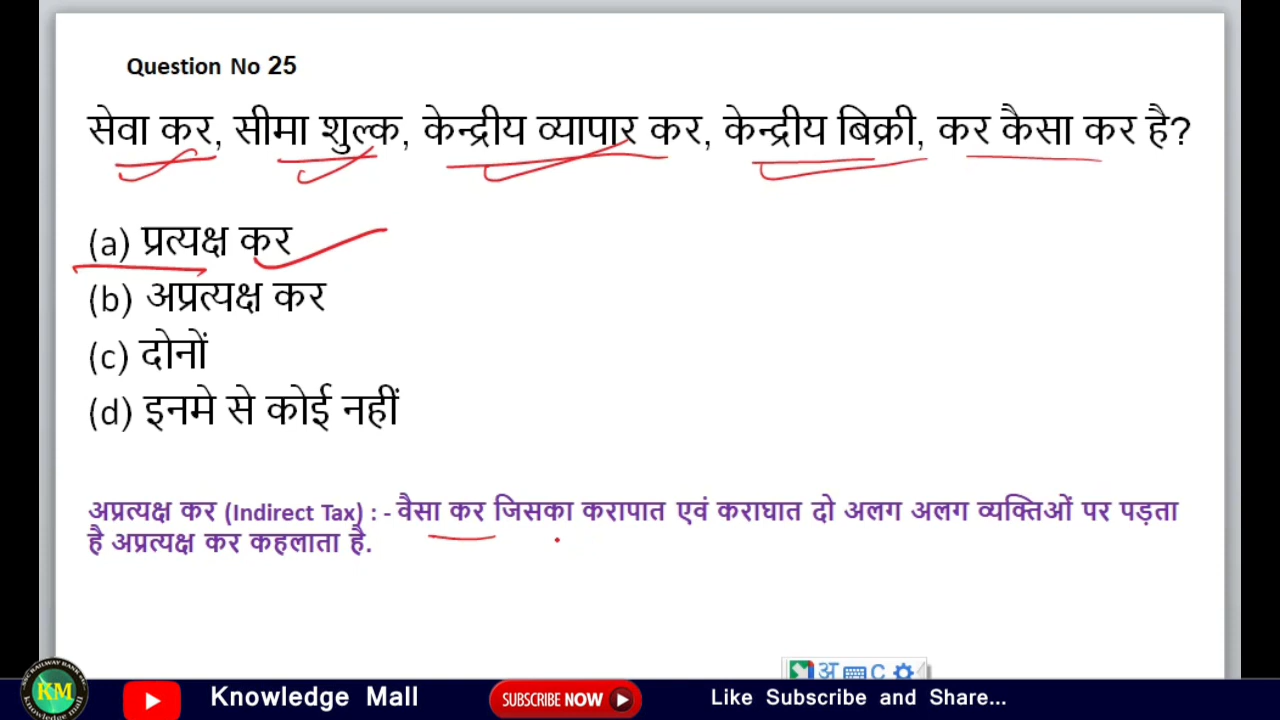 Question No 25
सेवा कर, सीमा शुल्क, केन्द्रीय व्यापार कर, केन्द्रीय बिक्री, कर कैसा कर है?
(a) प्रत्यक्ष कर
(b) अप्रत्यक्ष कर
(c) दोनों
(d) इनमे से कोई नहीं
अप्रत्यक्ष कर (Indirect Tax) : - वैसा कर जिसका करापात एवं कराघात दो अलग अलग व्यक्तिओं पर पड़ता
है अप्रत्यक्ष कर कहलाता है.
अ C
KM
Knowledge Mall
SUBSCRIBE NOW
Like Subscribe and Share...